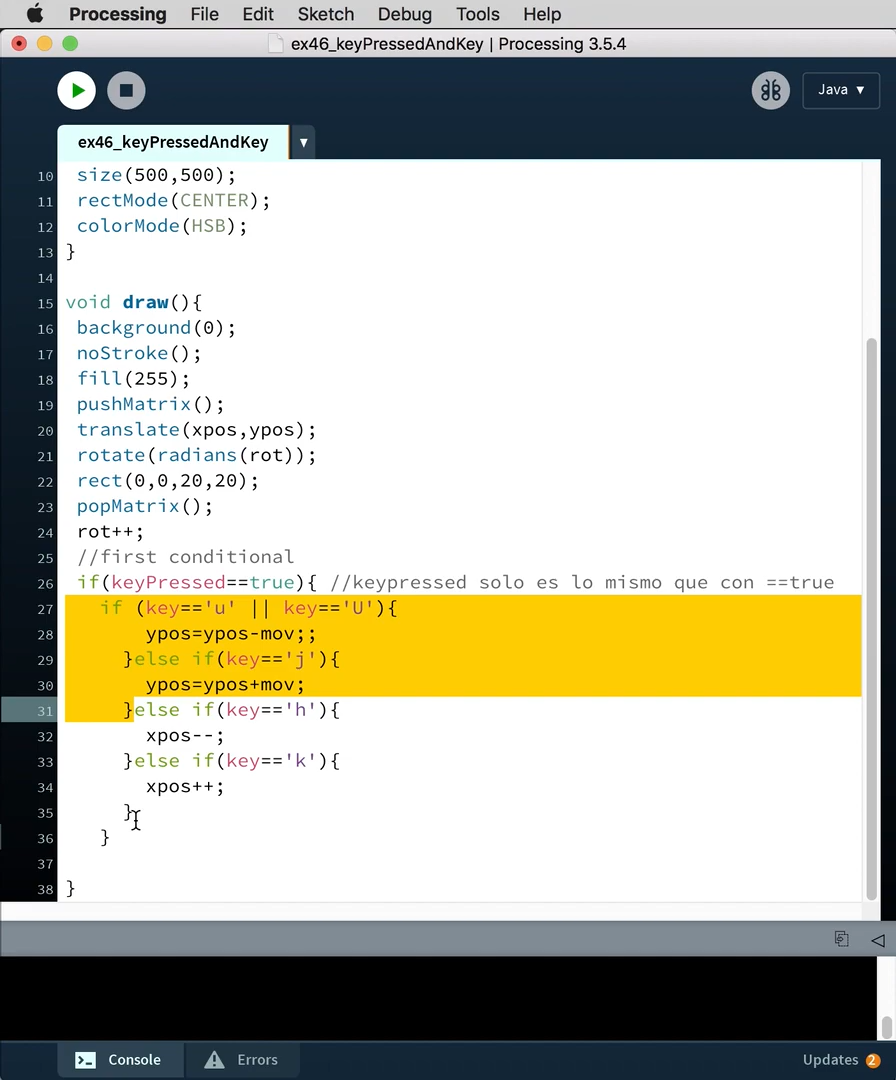 Processing File Edit Sketch Debug Tools Help
ex46_keyPressedAndKey | Processing 3.5.4
Java ▼
ex46_keyPressedAndKey ▼
10 size(500,500);
11 rectMode(CENTER);
12 colorMode(HSB);
13 }
14
15 void draw(){
16 background(0);
17 noStroke();
18 fill(255);
19 pushMatrix();
20 translate(xpos,ypos);
21 rotate(radians(rot));
22 rect(0,0,20,20);
23 popMatrix();
24 rot++;
25 //first conditional
26 if(keyPressed==true){ //keypressed solo es lo mismo que con ==true
27 if (key=='u' || key=='U'){
28 ypos=ypos-mov;;
29 }else if(key=='j'){
30 ypos=ypos+mov;
31 }else if(key=='h'){
32 xpos--;
33 }else if(key=='k'){
34 xpos++;
35 }
36 }
37
38 }
Console Errors Updates 2